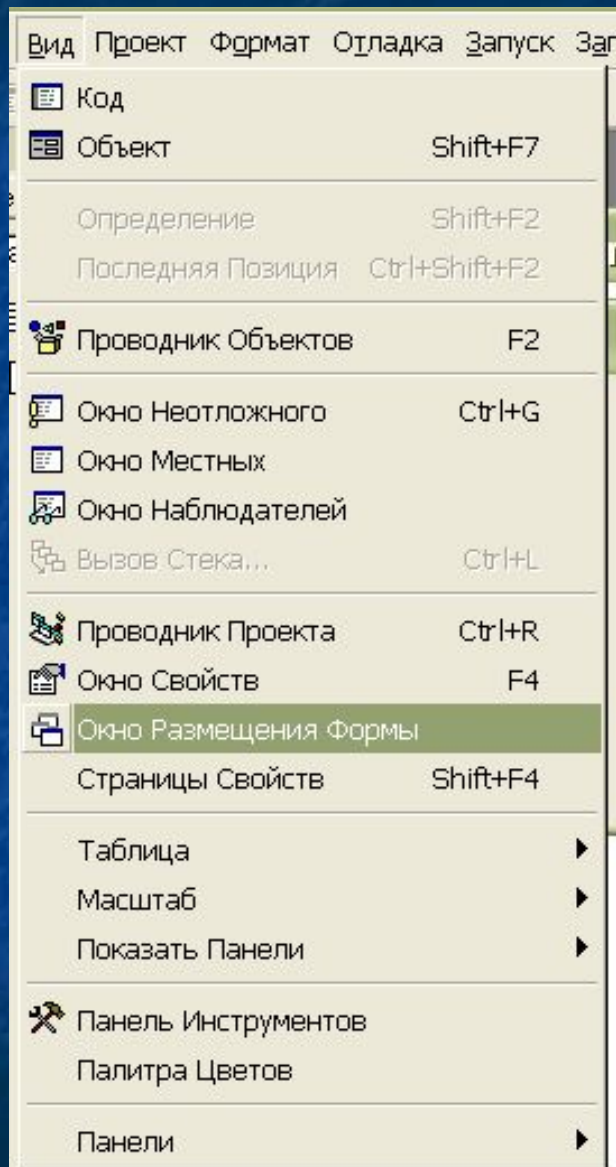 Вид Проект Формат Отладка Запуск
Код
Объект Shift+F7
Определение Shift+F2
Последняя Позиция Ctrl+Shift+F2
Проводник Объектов F2
Окно Неотложного Ctrl+G
Окно Местных
Окно Наблюдателей
Вызов Стека... Ctrl+L
Проводник Проекта Ctrl+R
Окно Свойств F4
Окно Размещения Формы
Страницы Свойств Shift+F4
Таблица
Масштаб
Показать Панели
Панель Инструментов
Палитра Цветов
Панели